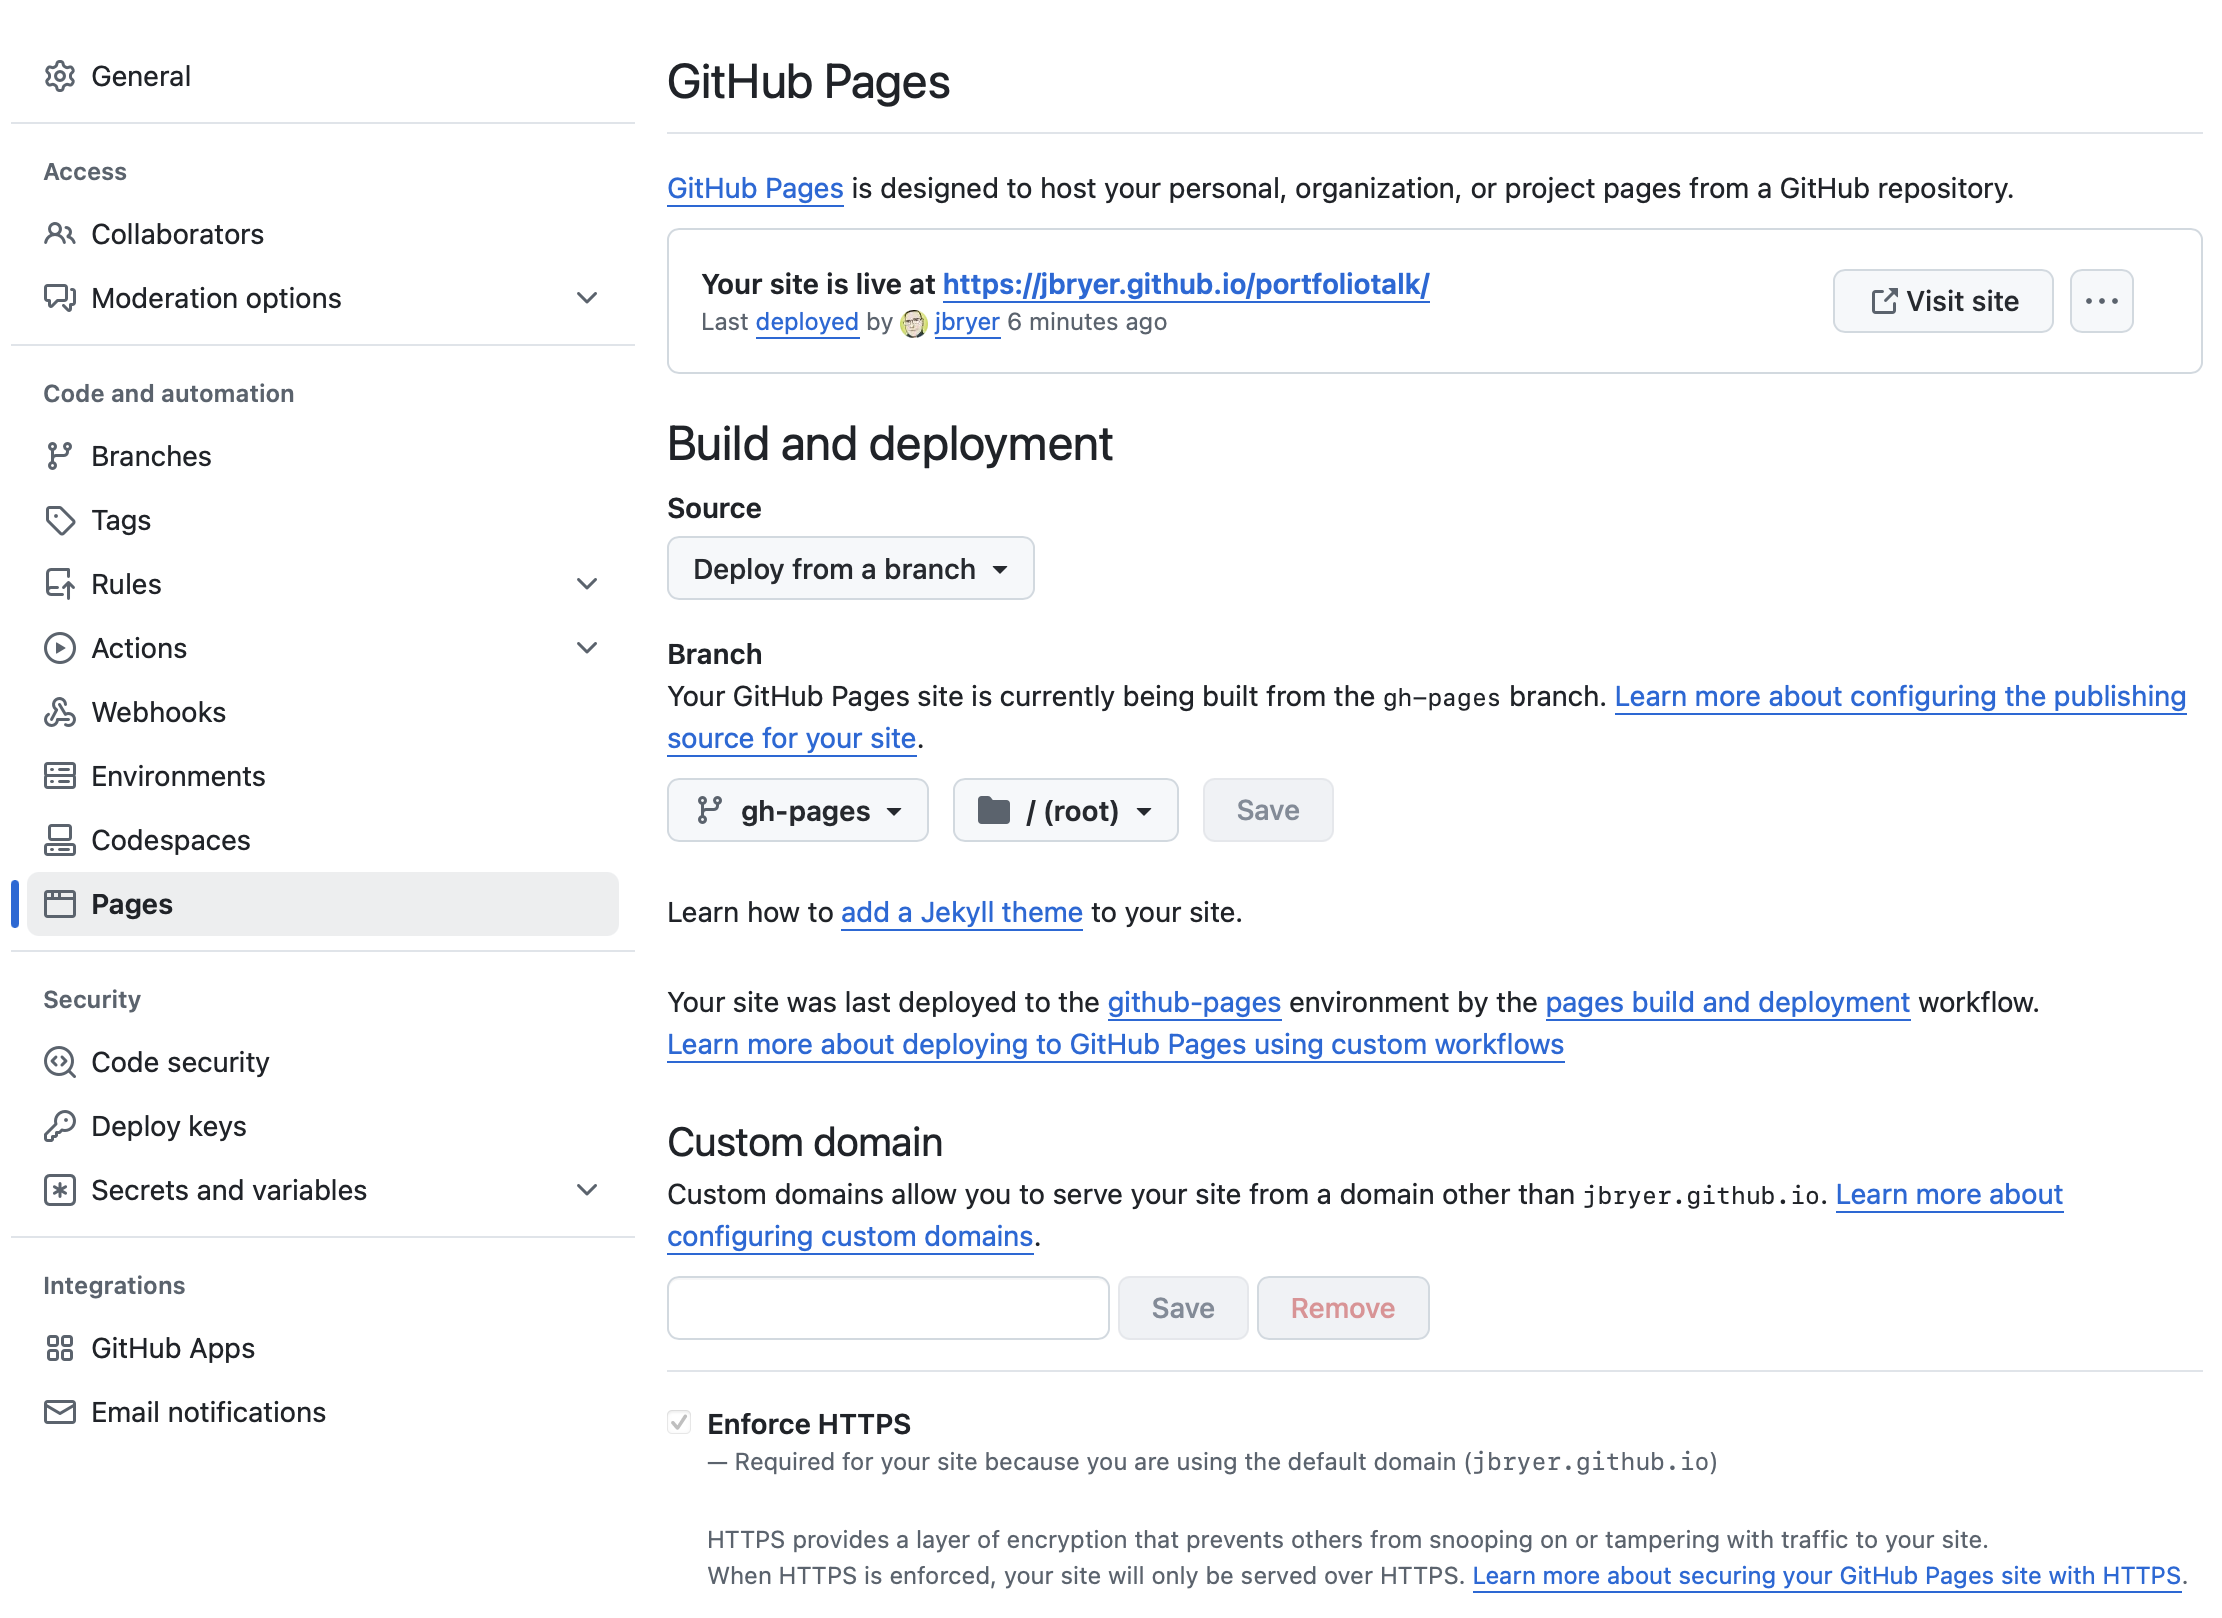 General
Access
Collaborators
Moderation options
Code and automation
Branches
Tags
Rules
Actions
Webhooks
Environments
Codespaces
Pages
Security
Code security
Deploy keys
Secrets and variables
Integrations
GitHub Apps
Email notifications
GitHub Pages
GitHub Pages is designed to host your personal, organization, or project pages from a GitHub repository.
Your site is live at https://jbryer.github.io/portfoliotalk/
Last deployed by jbryer 6 minutes ago
Visit site
Build and deployment
Source
Deploy from a branch
Branch
Your GitHub Pages site is currently being built from the gh-pages branch. Learn more about configuring the publishing
source for your site.
gh-pages / (root) Save
Learn how to add a Jekyll theme to your site.
Your site was last deployed to the github-pages environment by the pages build and deployment workflow.
Learn more about deploying to GitHub Pages using custom workflows
Custom domain
Custom domains allow you to serve your site from a domain other than jbryer.github.io. Learn more about
configuring custom domains.
Save Remove
Enforce HTTPS
— Required for your site because you are using the default domain (jbryer.github.io)
HTTPS provides a layer of encryption that prevents others from snooping on or tampering with traffic to your site.
When HTTPS is enforced, your site will only be served over HTTPS. Learn more about securing your GitHub Pages site with HTTPS.